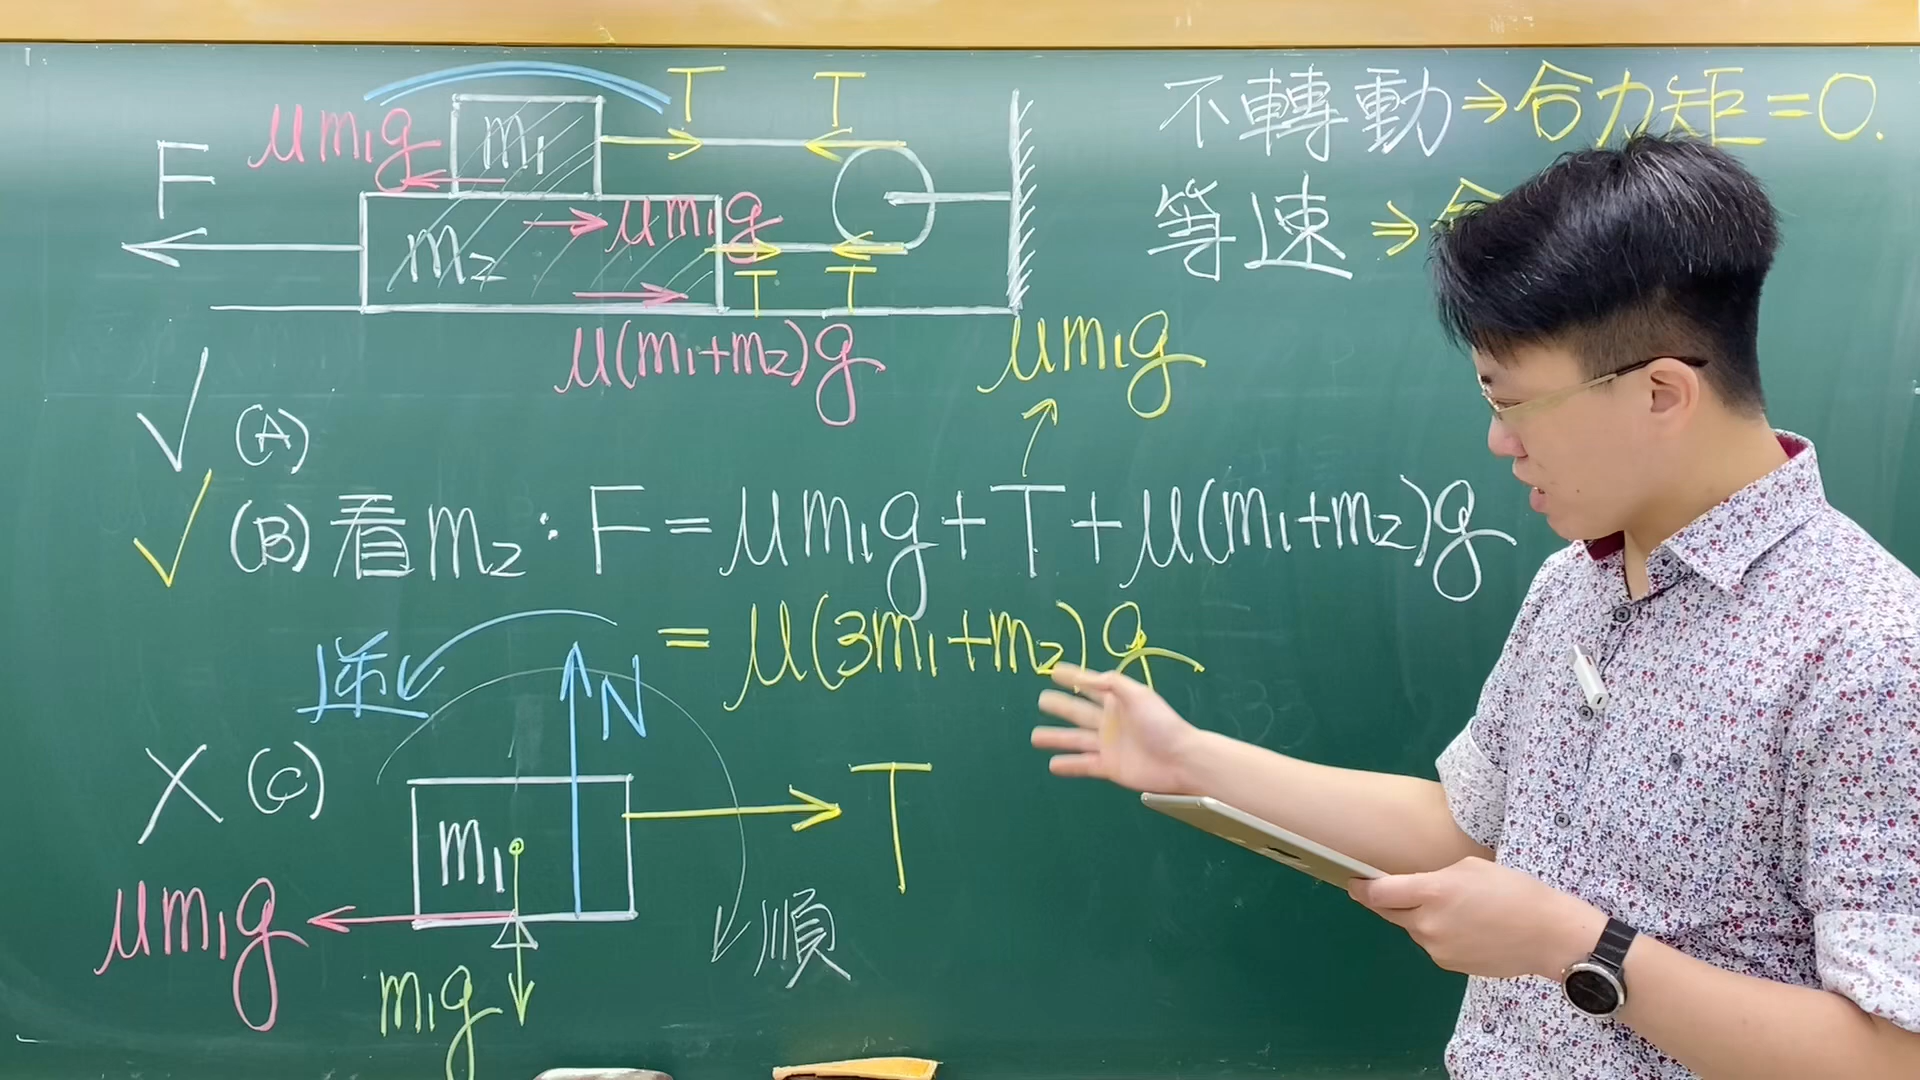 T T
μm₁g m₁
F
m₂ μm₁g
T T
μ(m₁+m₂)g
不轉動⇒合力矩=0.
等速⇒
μm₁g
✓ (A)
✓ (B) 看m₂: F=μm₁g+T+μ(m₁+m₂)g
=μ(3m₁+m₂)g
逆 N
X (C) m₁ T
μm₁g m₁g 順